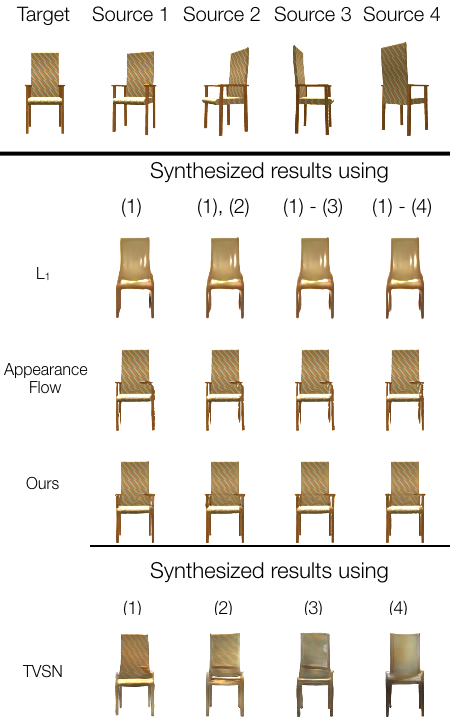 Target Source 1 Source 2 Source 3 Source 4
Synthesized results using
(1) (1), (2) (1) - (3) (1) - (4)
L₁
Appearance
Flow
Ours
Synthesized results using
(1) (2) (3) (4)
TVSN